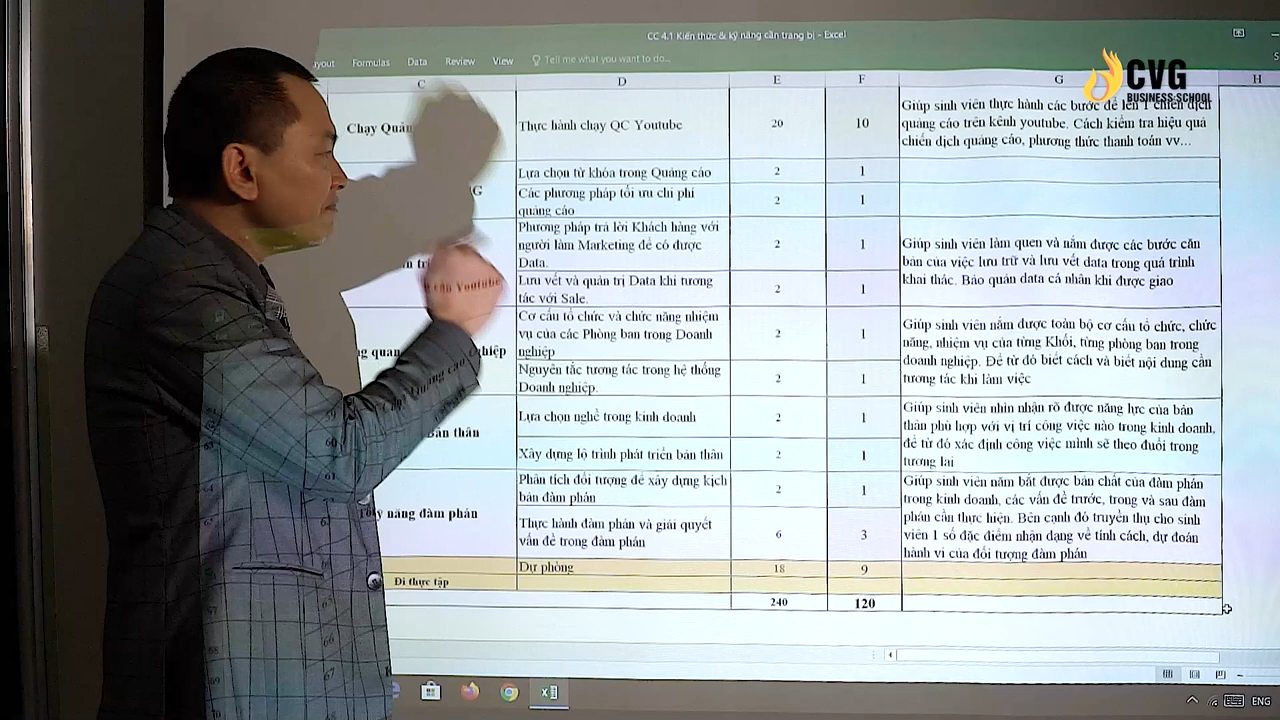 CC 4.1 Kiến thức & kỹ năng cần trang bị - Excel
Formulas Data Review View Tell me what you want to do...
CVG
BUSINESS SCHOOL
C D E F G H
Chạy Quản
Thực hành chạy QC Youtube 20 10
Giúp sinh viên thực hành các bước để lên 1 chiến dịch
quảng cáo trên kênh youtube. Cách kiểm tra hiệu quả
chiến dịch quảng cáo, phương thức thanh toán vv...
Lựa chọn từ khóa trong Quảng cáo 2 1
Các phương pháp tối ưu chi phí
quảng cáo
2 1
Phương pháp trả lời Khách hàng với
người làm Marketing để có được
Data.
2 1
Lưu vết và quản trị Data khi tương
tác với Sale.
2 1
Giúp sinh viên làm quen và nắm được các bước căn
bản của việc lưu trữ và lưu vết data trong quá trình
khai thác. Bảo quản data cá nhân khi được giao
Cơ cấu tổ chức và chức năng nhiệm
vụ của các Phòng ban trong Doanh
nghiệp
2 1
Nguyên tắc tương tác trong hệ thống
Doanh nghiệp.
2 1
Giúp sinh viên nắm được toàn bộ cơ cấu tổ chức, chức
năng, nhiệm vụ của từng Khối, từng phòng ban trong
doanh nghiệp. Để từ đó biết cách và biết nội dung cần
tương tác khi làm việc
Bản thân
Lựa chọn nghề trong kinh doanh 2 1
Xây dựng lộ trình phát triển bản thân 2 1
Giúp sinh viên nhìn nhận rõ được năng lực của bản
thân phù hợp với vị trí công việc nào trong kinh doanh,
để từ đó xác định công việc mình sẽ theo đuổi trong
tương lai
kỹ năng đàm phán
Phân tích đối tượng để xây dựng kịch
bản đàm phán
2 1
Thực hành đàm phán và giải quyết
vấn đề trong đàm phán
6 3
Giúp sinh viên nắm bắt được bản chất của đàm phán
trong kinh doanh, các vấn đề trước, trong và sau đàm
phán cần thực hiện. Bên cạnh đó truyền thụ cho sinh
viên 1 số đặc điểm nhận dạng về tính cách, dự đoán
hành vi của đối tượng đàm phán
Dự phòng 18 9
Đi thực tập
240 120
ENG